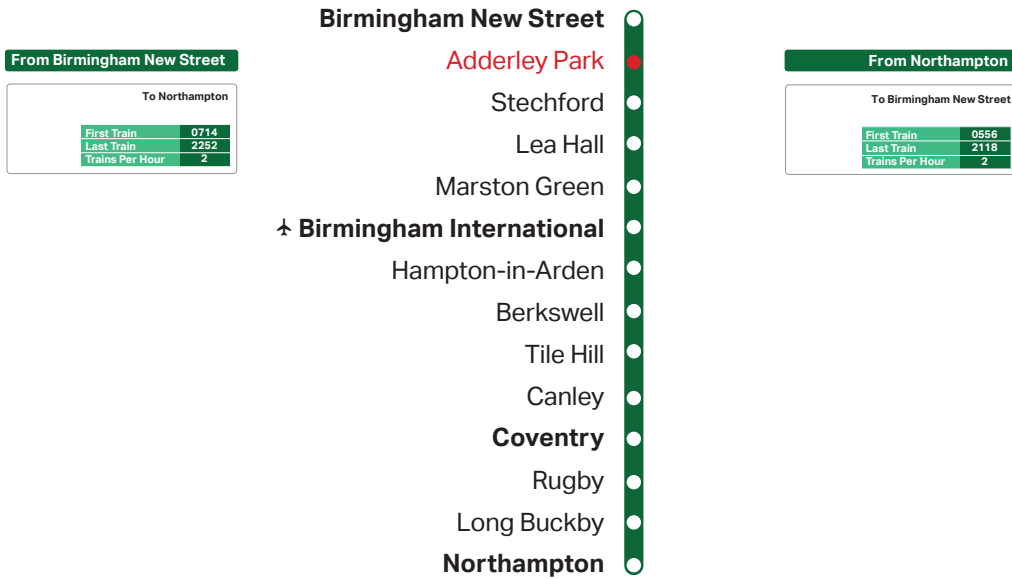 Birmingham New Street
Adderley Park
Stechford
Lea Hall
Marston Green
Birmingham International
Hampton-in-Arden
Berkswell
Tile Hill
Canley
Coventry
Rugby
Long Buckby
Northampton
From Birmingham New Street
To Northampton
First Train 0714
Last Train 2252
Trains Per Hour 2
From Northampton
To Birmingham New Street
First Train 0556
Last Train 2118
Trains Per Hour 2